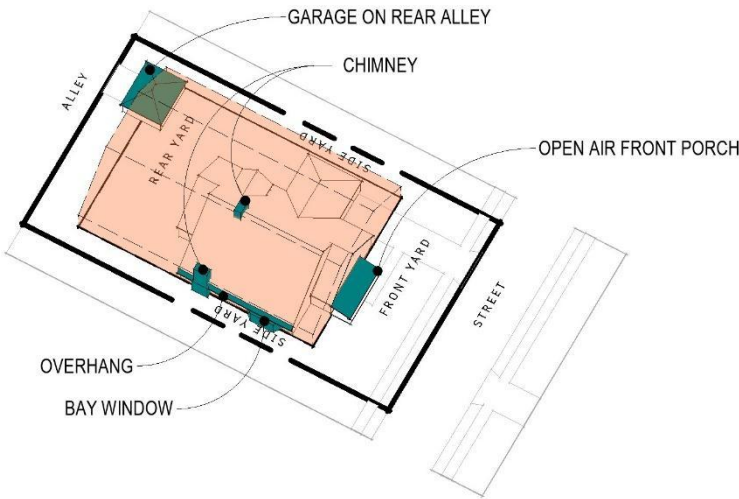 GARAGE ON REAR ALLEY
CHIMNEY
ALLEY
SIDE YARD
REAR YARD
OPEN AIR FRONT PORCH
FRONT YARD
STREET
SIDE YARD
OVERHANG
BAY WINDOW